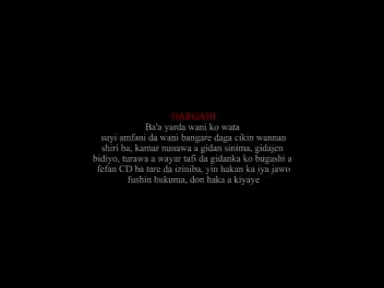 GARGADI
Ba'a yarda wani ko wata
suyi amfani da wani bangare daga cikin wannan
shiri ba, kamar nunawa a gidan sinima, gidajen
bidiyo, turawa a wayar tafi da gidanka ko bugashi a
fefan CD ba tare da iziniba, yin hakan ka iya jawo
fushin hukuma, don haka a kiyaye